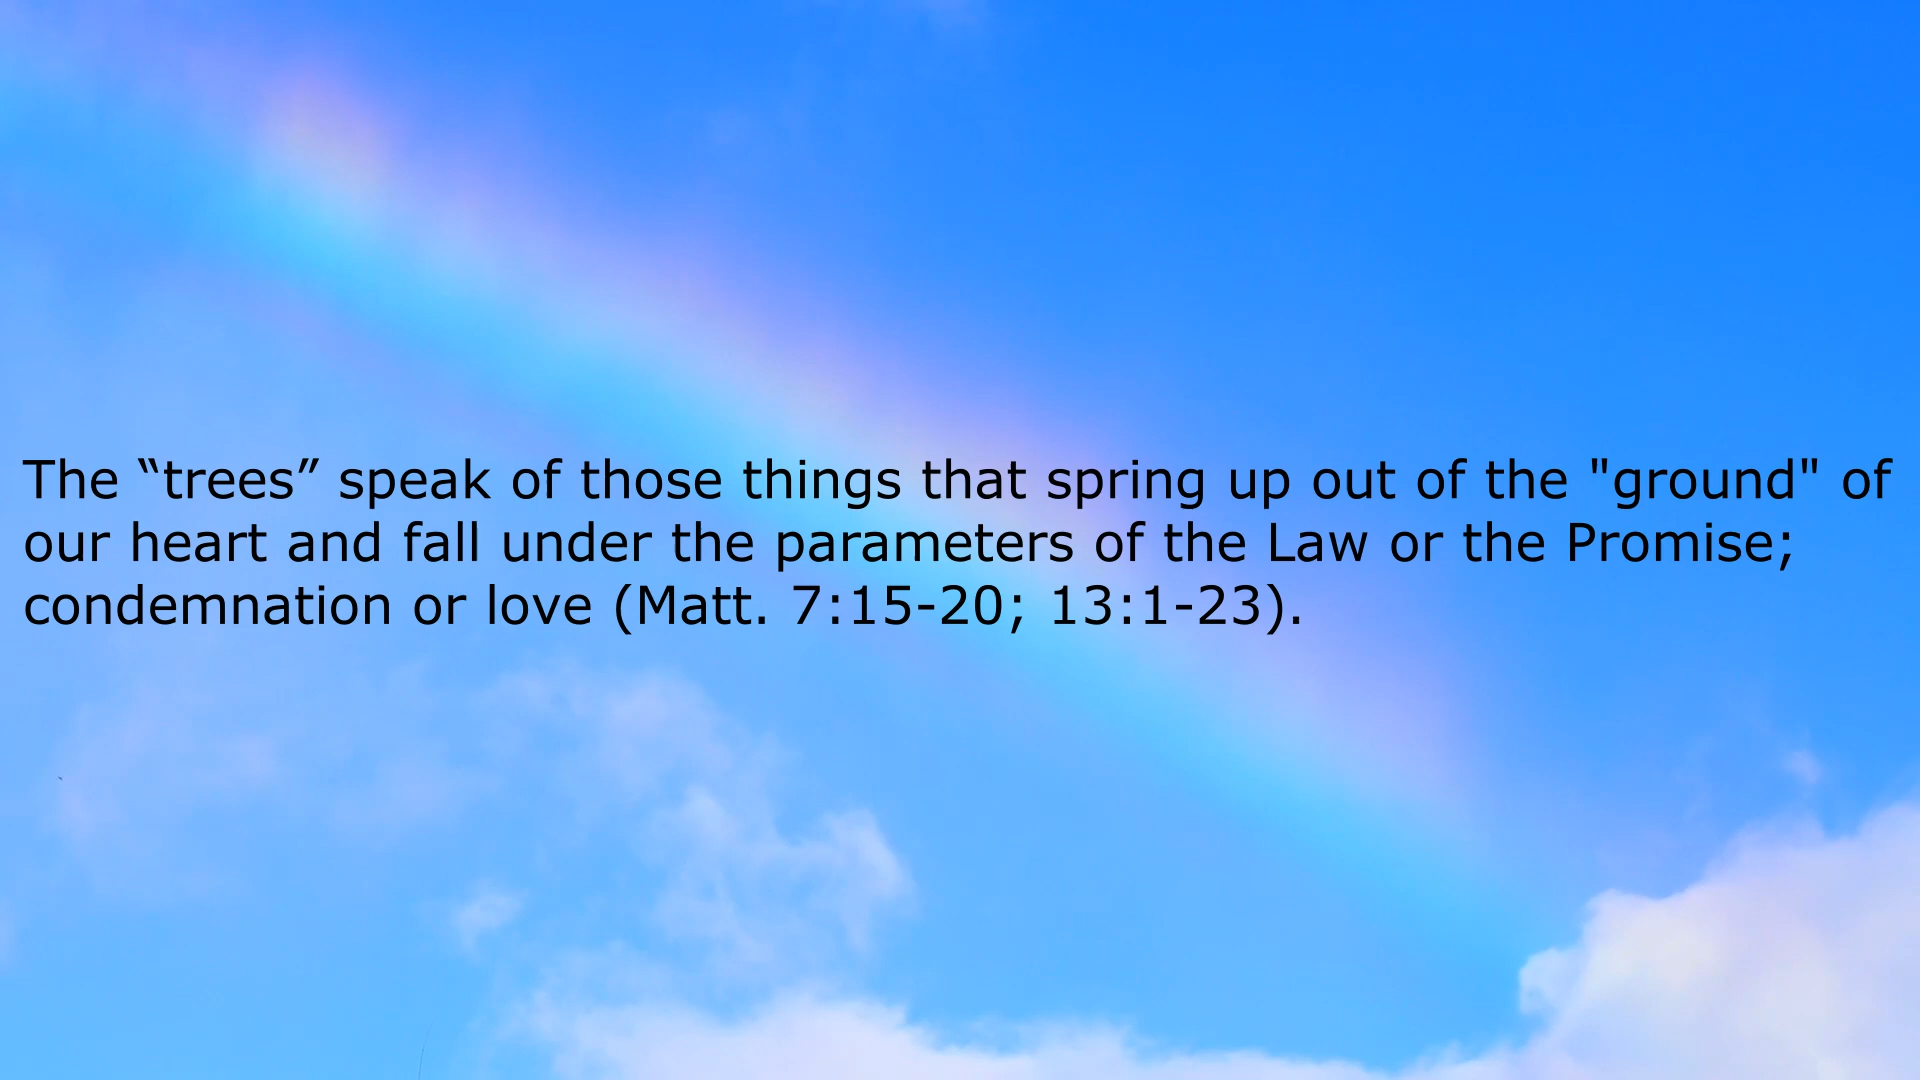 The “trees” speak of those things that spring up out of the "ground" of
our heart and fall under the parameters of the Law or the Promise;
condemnation or love (Matt. 7:15-20; 13:1-23).